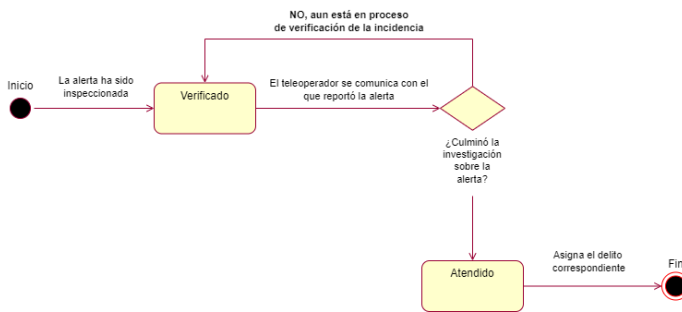 NO, aun está en proceso
de verificación de la incidencia
Inicio
La alerta ha sido
inspeccionada
Verificado
El teleoperador se comunica con el
que reportó la alerta
¿Culminó la
investigación
sobre la
alerta?
Atendido
Asigna el delito
correspondiente
Fin